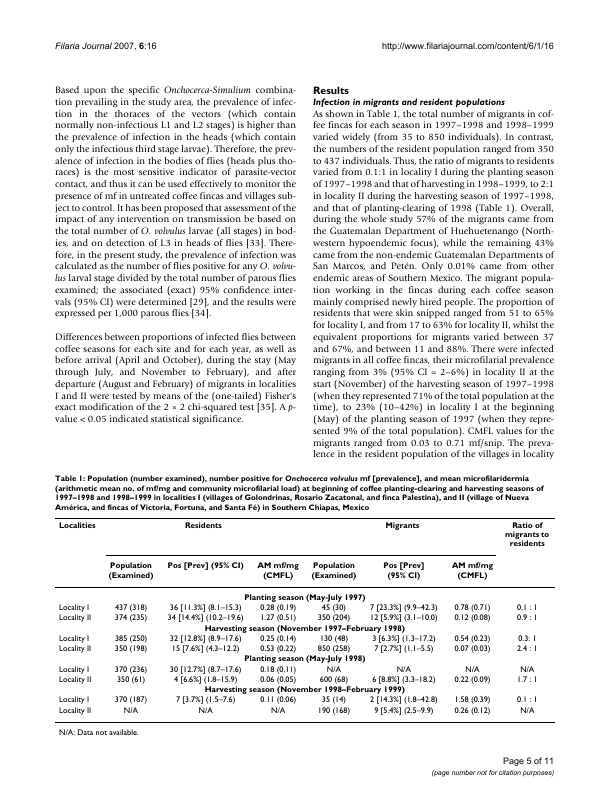 Filaria Journal 2007, 6:16
http://www.filariajournal.com/content/6/1/16
Based upon the specific Onchocerca-Simulium combina-
tion prevailing in the study area, the prevalence of infec-
tion in the thoraces of the vectors (which contain
normally non-infectious L1 and L2 stages) is higher than
the prevalence of infection in the heads (which contain
only the infectious third stage larvae). Therefore, the prev-
alence of infection in the bodies of flies (heads plus tho-
races) is the most sensitive indicator of parasite-vector
contact, and thus it can be used effectively to monitor the
presence of mf in untreated coffee fincas and villages sub-
ject to control. It has been proposed that assessment of the
impact of any intervention on transmission be based on
the total number of O. volvulus larvae (all stages) in bod-
ies, and on detection of L3 in heads of flies [33]. There-
fore, in the present study, the prevalence of infection was
calculated as the number of flies positive for any O. volvu-
lus larval stage divided by the total number of parous flies
examined; the associated (exact) 95% confidence inter-
vals (95% CI) were determined [29], and the results were
expressed per 1,000 parous flies [34].
Differences between proportions of infected flies between
coffee seasons for each site and for each year, as well as
before arrival (April and October), during the stay (May
through July, and November to February), and after
departure (August and February) of migrants in localities
I and II were tested by means of the (one-tailed) Fisher's
exact modification of the 2 × 2 chi-squared test [35]. A p-
value < 0.05 indicated statistical significance.
Results
Infection in migrants and resident populations
As shown in Table 1, the total number of migrants in cof-
fee fincas for each season in 1997–1998 and 1998–1999
varied widely (from 35 to 850 individuals). In contrast,
the numbers of the resident population ranged from 350
to 437 individuals. Thus, the ratio of migrants to residents
varied from 0.1:1 in locality I during the planting season
of 1997–1998 and that of harvesting in 1998–1999, to 2:1
in locality II during the harvesting season of 1997–1998,
and that of planting-clearing of 1998 (Table 1). Overall,
during the whole study 57% of the migrants came from
the Guatemalan Department of Huehuetenango (North-
western hypoendemic focus), while the remaining 43%
came from the non-endemic Guatemalan Departments of
San Marcos, and Petén. Only 0.01% came from other
endemic areas of Southern Mexico. The migrant popula-
tion working in the fincas during each coffee season
mainly comprised newly hired people. The proportion of
residents that were skin snipped ranged from 51 to 65%
for locality I, and from 17 to 63% for locality II, whilst the
equivalent proportions for migrants varied between 37
and 67%, and between 11 and 88%. There were infected
migrants in all coffee fincas, their microfilarial prevalence
ranging from 3% (95% CI = 2–6%) in locality II at the
start (November) of the harvesting season of 1997–1998
(when they represented 71% of the total population at the
time), to 23% (10–42%) in locality I at the beginning
(May) of the planting season of 1997 (when they repre-
sented 9% of the total population). CMFL values for the
migrants ranged from 0.03 to 0.71 mf/snip. The preva-
lence in the resident population of the villages in locality
Table 1: Population (number examined), number positive for Onchocerca volvulus mf [prevalence], and mean microfilaridermia
(arithmetic mean no. of mf/mg and community microfilarial load) at beginning of coffee planting-clearing and harvesting seasons of
1997–1998 and 1998–1999 in localities I (villages of Golondrinas, Rosario Zacatonal, and finca Palestina), and II (village of Nueva
América, and fincas of Victoria, Fortuna, and Santa Fé) in Southern Chiapas, Mexico
Localities Residents Migrants Ratio of
migrants to
residents
Population Pos [Prev] (95% CI) AM mf/mg Population Pos [Prev] AM mf/mg
(Examined) (CMFL) (Examined) (95% CI) (CMFL)
Planting season (May-July 1997)
Locality I 437 (318) 36 [11.3%] (8.1–15.3) 0.28 (0.19) 45 (30) 7 [23.3%] (9.9–42.3) 0.78 (0.71) 0.1 : 1
Locality II 374 (235) 34 [14.4%] (10.2–19.6) 1.27 (0.51) 350 (204) 12 [5.9%] (3.1–10.0) 0.12 (0.08) 0.9 : 1
Harvesting season (November 1997–February 1998)
Locality I 385 (250) 32 [12.8%] (8.9–17.6) 0.25 (0.14) 130 (48) 3 [6.3%] (1.3–17.2) 0.54 (0.23) 0.3: 1
Locality II 350 (198) 15 [7.6%] (4.3–12.2) 0.53 (0.22) 850 (258) 7 [2.7%] (1.1–5.5) 0.07 (0.03) 2.4 : 1
Planting season (May-July 1998)
Locality I 370 (236) 30 [12.7%] (8.7–17.6) 0.18 (0.11) N/A N/A N/A N/A
Locality II 350 (61) 4 [6.6%] (1.8–15.9) 0.06 (0.05) 600 (68) 6 [8.8%] (3.3–18.2) 0.22 (0.09) 1.7 : 1
Harvesting season (November 1998–February 1999)
Locality I 370 (187) 7 [3.7%] (1.5–7.6) 0.11 (0.06) 35 (14) 2 [14.3%] (1.8–42.8) 1.58 (0.39) 0.1 : 1
Locality II N/A N/A N/A 190 (168) 9 [5.4%] (2.5–9.9) 0.26 (0.12) N/A
N/A: Data not available.
Page 5 of 11
(page number not for citation purposes)